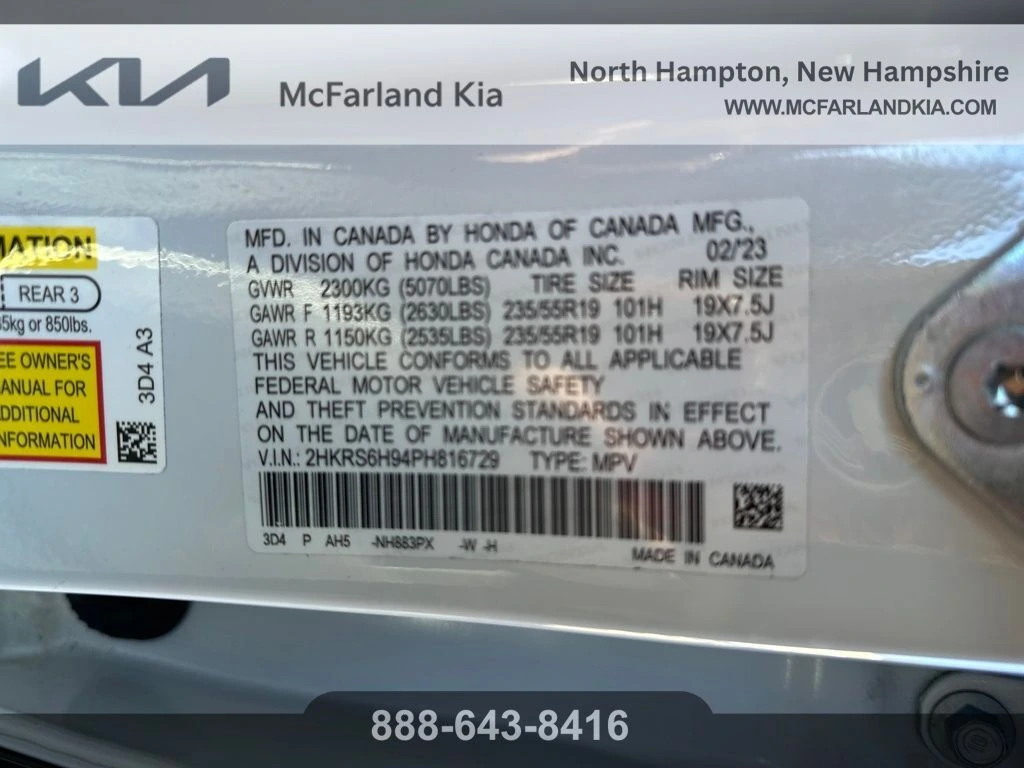 KIA
McFarland Kia
North Hampton, New Hampshire
WWW.MCFARLANDKIA.COM
MATION
REAR 3
5kg or 850lbs.
EE OWNER'S
ANUAL FOR
DDITIONAL
NFORMATION
3D4 A3
MFD. IN CANADA BY HONDA OF CANADA MFG.,
A DIVISION OF HONDA CANADA INC. 02/'23
GVWR 2300KG (5070LBS) TIRE SIZE RIM SIZE
GAWR F 1193KG (2630LBS) 235/55R19 101H 19X7.5J
GAWR R 1150KG (2535LBS) 235/55R19 101H 19X7.5J
THIS VEHICLE CONFORMS TO ALL APPLICABLE
FEDERAL MOTOR VEHICLE SAFETY
AND THEFT PREVENTION STANDARDS IN EFFECT
ON THE DATE OF MANUFACTURE SHOWN ABOVE.
V.I.N.: 2HKRS6H94PH816729 TYPE: MPV
3D4 P AH5 -NH883PX -W -H
MADE IN CANADA
888-643-8416